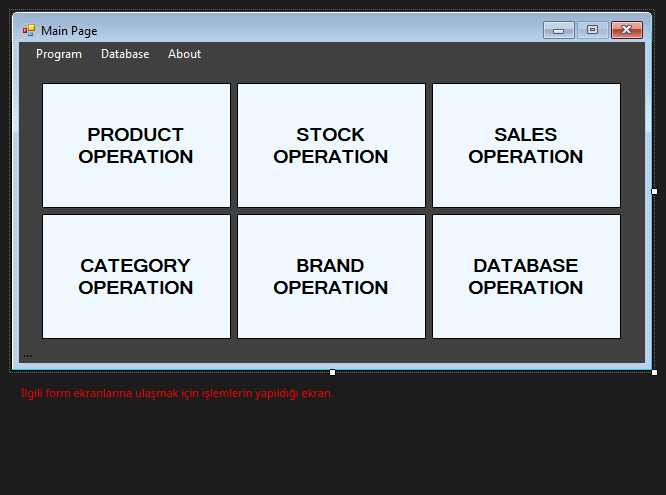 Main Page
Program Database About
PRODUCT
OPERATION
STOCK
OPERATION
SALES
OPERATION
CATEGORY
OPERATION
BRAND
OPERATION
DATABASE
OPERATION
...
İlgili form ekranlarına ulaşmak için işlemlerin yapıldığı ekran.